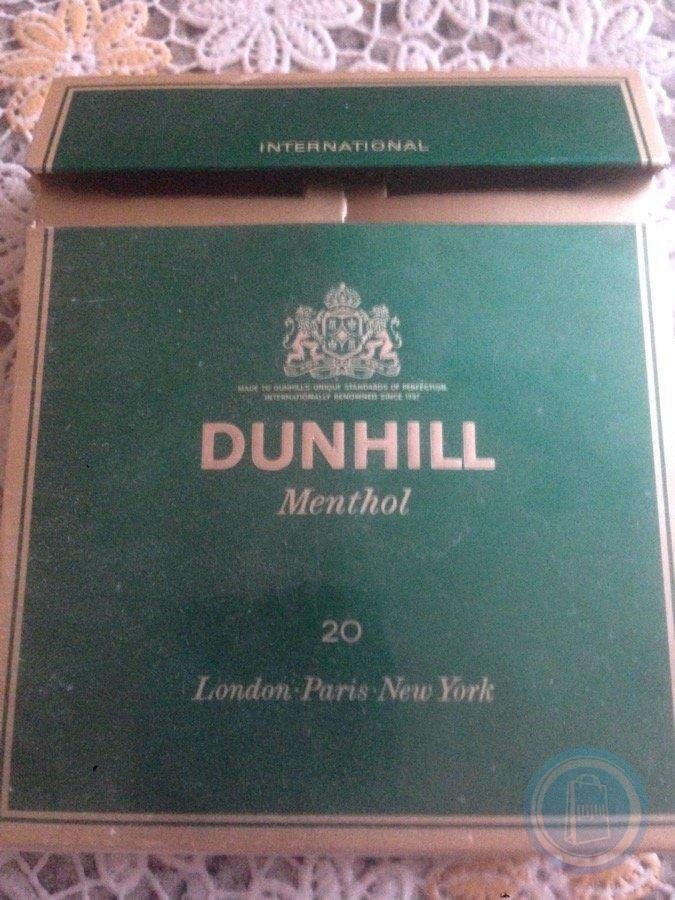 INTERNATIONAL
MADE TO DUNHILL'S UNIQUE STANDARDS OF PERFECTION.
INTERNATIONALLY RENOWNED SINCE 1907
DUNHILL
Menthol
20
London·Paris·New York